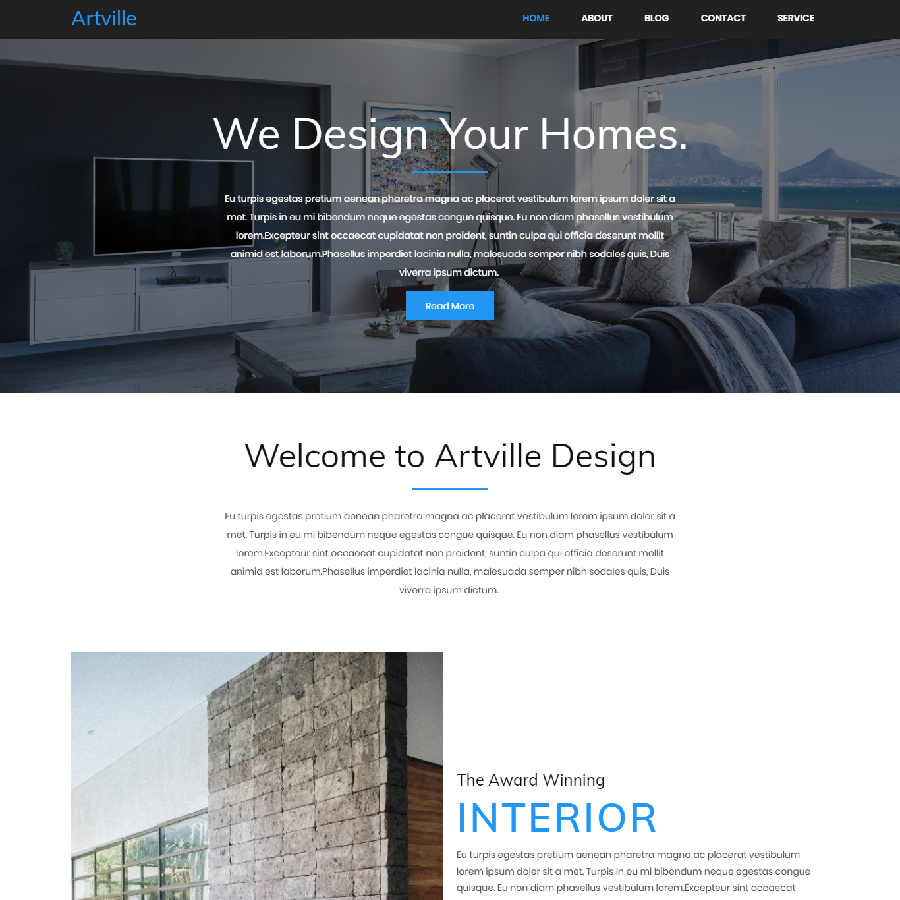 Artville
HOME ABOUT BLOG CONTACT SERVICE
We Design Your Homes.
Eu turpis egestas pretium aenean pharetra magna ac placerat vestibulum lorem ipsum doler sit a
met. Turpis in eu mi bibendum neque egestas congue quisque. Eu non diam phasellus vestibulum
lorem.Excepteur sint occaecat cupidatat non proident, suntin culpa qui officia deserunt mollit
animid est laborum.Phasellus imperdiet lacinia nulla, malesuada semper nibh sodales quis, Duis
viverra ipsum dictum.
Read More
Welcome to Artville Design
Eu turpis egestas pretium aenean pharetra magna ac placerat vestibulum lorem ipsum doler sit a
met. Turpis in eu mi bibendum neque egestas congue quisque. Eu non diam phasellus vestibulum
lorem.Excepteur sint occaecat cupidatat non proident, suntin culpa qui officia deserunt mollit
animid est laborum.Phasellus imperdiet lacinia nulla, malesuada semper nibh sodales quis, Duis
viverra ipsum dictum.
The Award Winning
INTERIOR
Eu turpis egestas pretium aenean pharetra magna ac placerat vestibulum
lorem ipsum doler sit a met. Turpis in eu mi bibendum neque egestas congue
quisque. Eu non diam phasellus vestibulum lorem.Excepteur sint occaecat